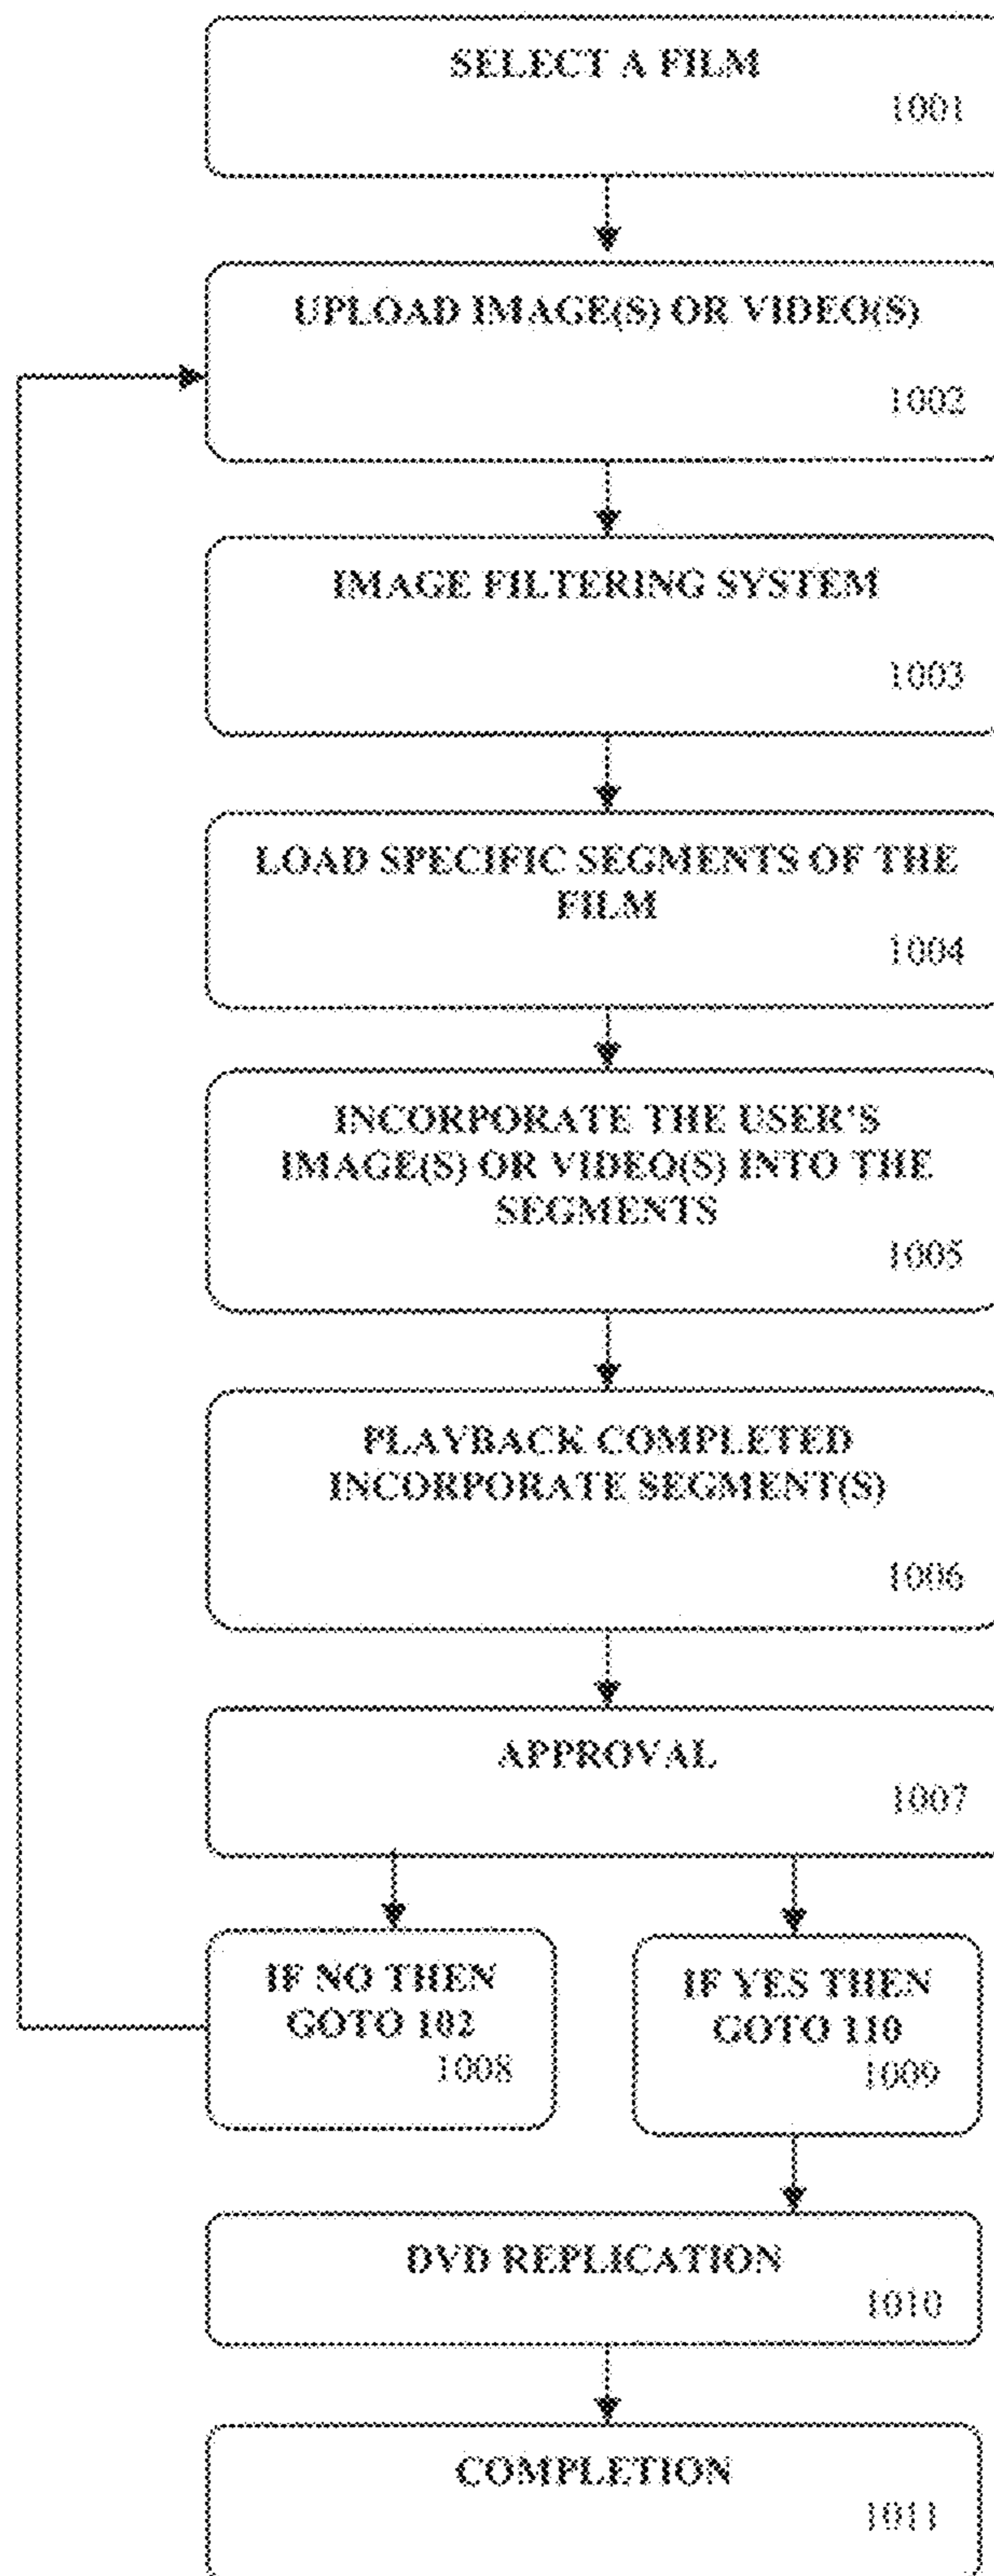 SELECT A FILM
1001
UPLOAD IMAGE(S) OR VIDEO(S)
1002
IMAGE FILTERING SYSTEM
1003
LOAD SPECIFIC SEGMENTS OF THE
FILM
1004
INCORPORATE THE USER'S
IMAGE(S) OR VIDEO(S) INTO THE
SEGMENTS
1005
PLAYBACK COMPLETED
INCORPORATE SEGMENT(S)
1006
APPROVAL
1007
IF NO THEN
GOTO 102
1008
IF YES THEN
GOTO 110
1009
DVD REPLICATION
1010
COMPLETION
1011